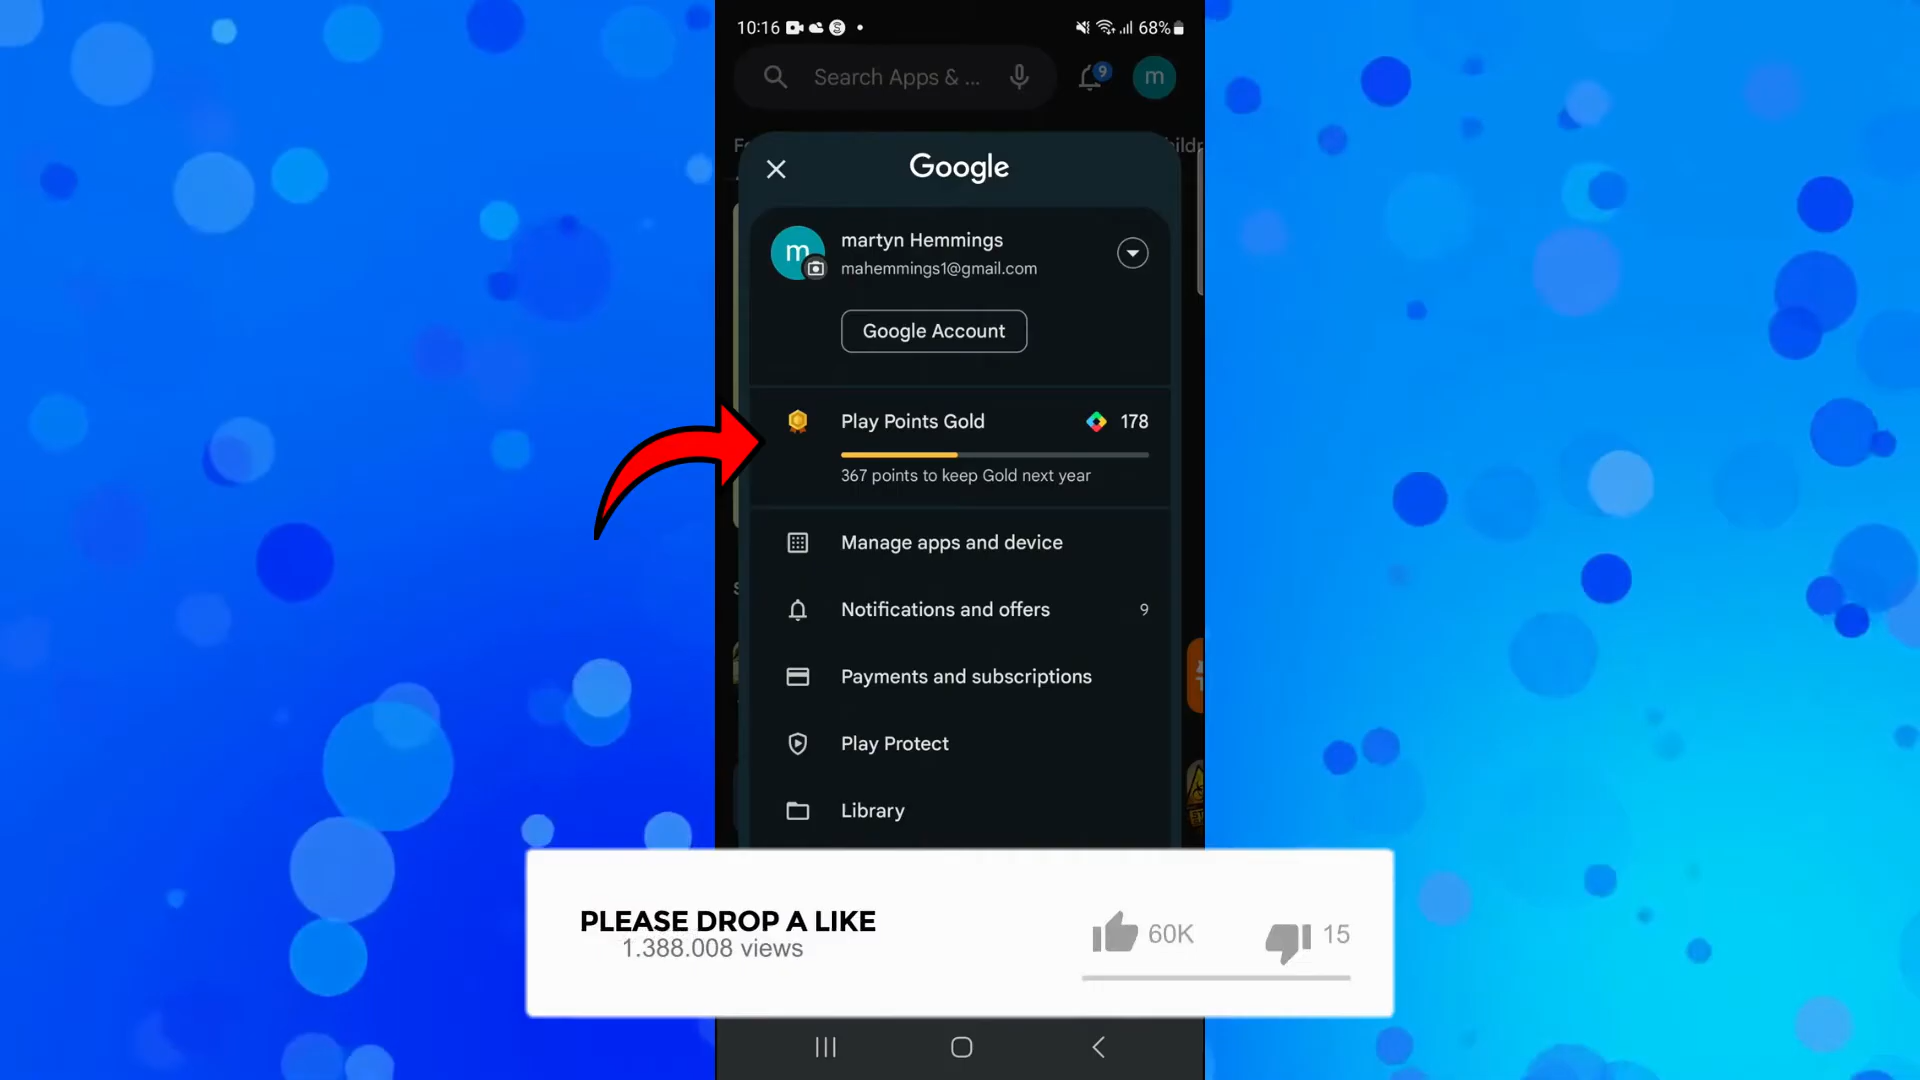 10:16
68%
Search Apps & ...
9
m
Google
m
martyn Hemmings
mahemmings1@gmail.com
Google Account
Play Points Gold
178
367 points to keep Gold next year
Manage apps and device
Notifications and offers
9
Payments and subscriptions
Play Protect
Library
PLEASE DROP A LIKE
1.388.008 views
60K
15